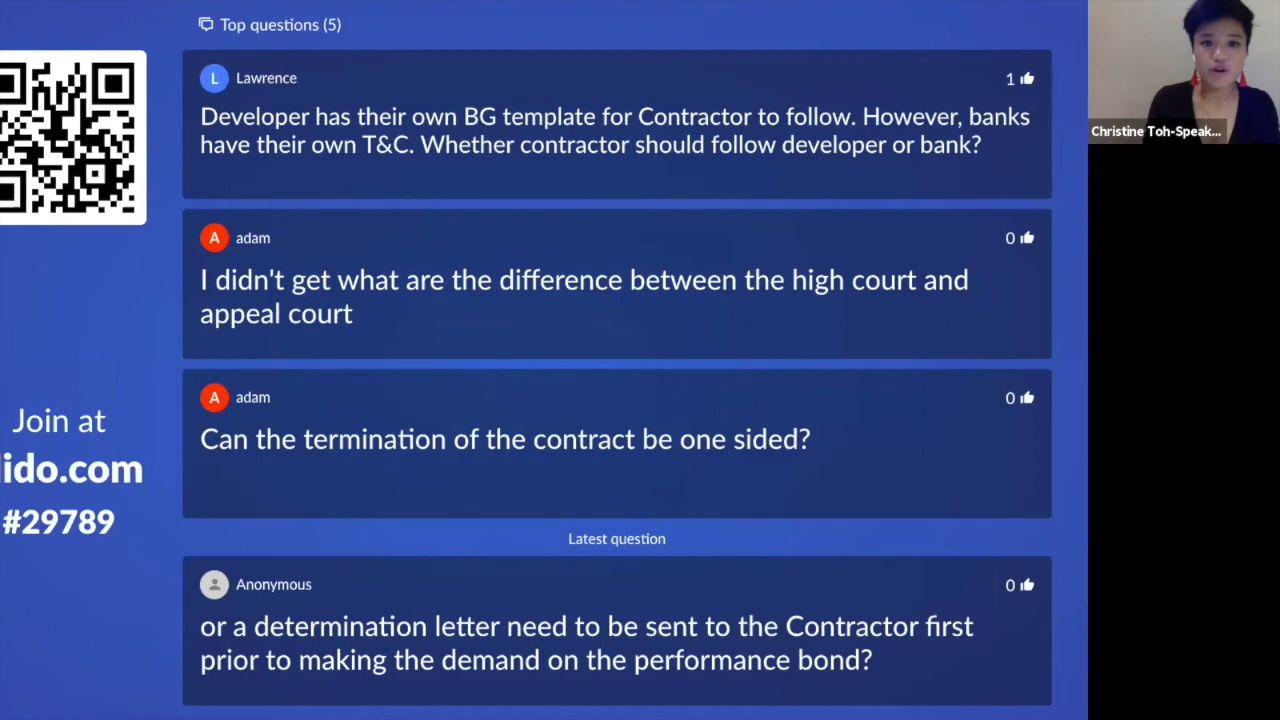 Top questions (5)
L
Lawrence
1
Developer has their own BG template for Contractor to follow. However, banks
have their own T&C. Whether contractor should follow developer or bank?
A
adam
0
I didn't get what are the difference between the high court and
appeal court
A
adam
0
Can the termination of the contract be one sided?
Latest question
Anonymous
0
or a determination letter need to be sent to the Contractor first
prior to making the demand on the performance bond?
Join at
lido.com
#29789
Christine Toh-Speak...